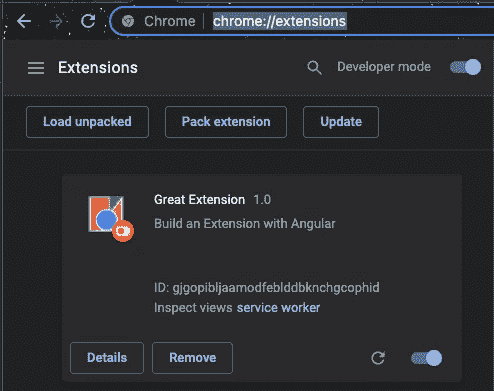 Chrome chrome://extensions
Extensions Developer mode
Load unpacked Pack extension Update
Great Extension 1.0
Build an Extension with Angular
ID: gjgopibljaamodfeblddbknchgcophid
Inspect views service worker
Details Remove